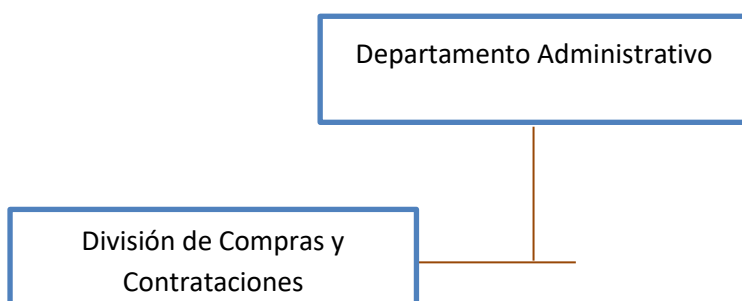 Departamento Administrativo
División de Compras y
Contrataciones